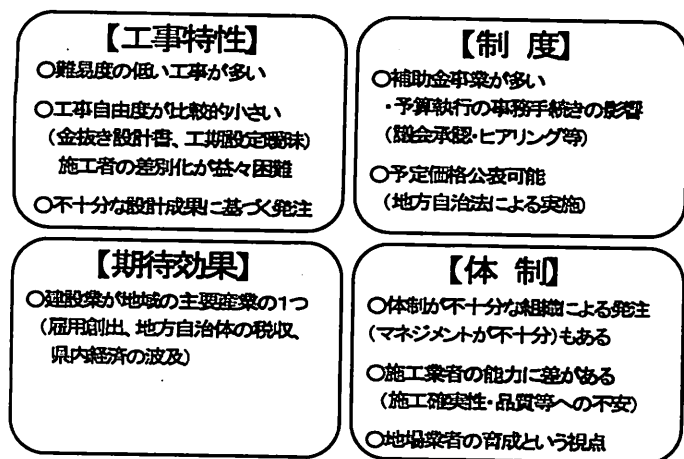 【工事特性】
○難易度の低い工事が多い
○工事自由度が比較的小さい
(金抜き設計書、工期設定曖昧)
施工者の差別化が益々困難
○不十分な設計成果に基づく発注
【制 度】
○補助金事業が多い
・予算執行の事務手続きの影響
(議会承認・ヒアリング等)
○予定価格公表可能
(地方自治法による実施)
【期待効果】
○建設業が地域の主要産業の1つ
(雇用創出、地方自治体の税収、
県内経済の波及)
【体 制】
○体制が不十分な組織による発注
(マネジメントが不十分)もある
○施工業者の能力に差がある
(施工確実性・品質等への不安)
○地場業者の育成という視点